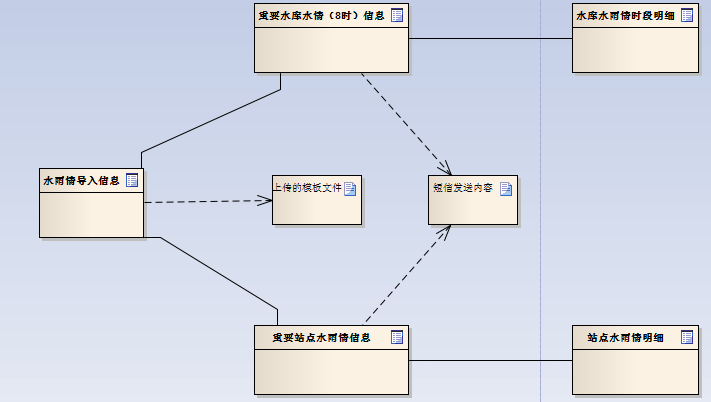 重要水库水情（8时）信息
水库水雨情时段明细
水雨情导入信息
上传的模板文件
短信发送内容
重要站点水雨情信息
站点水雨情明细